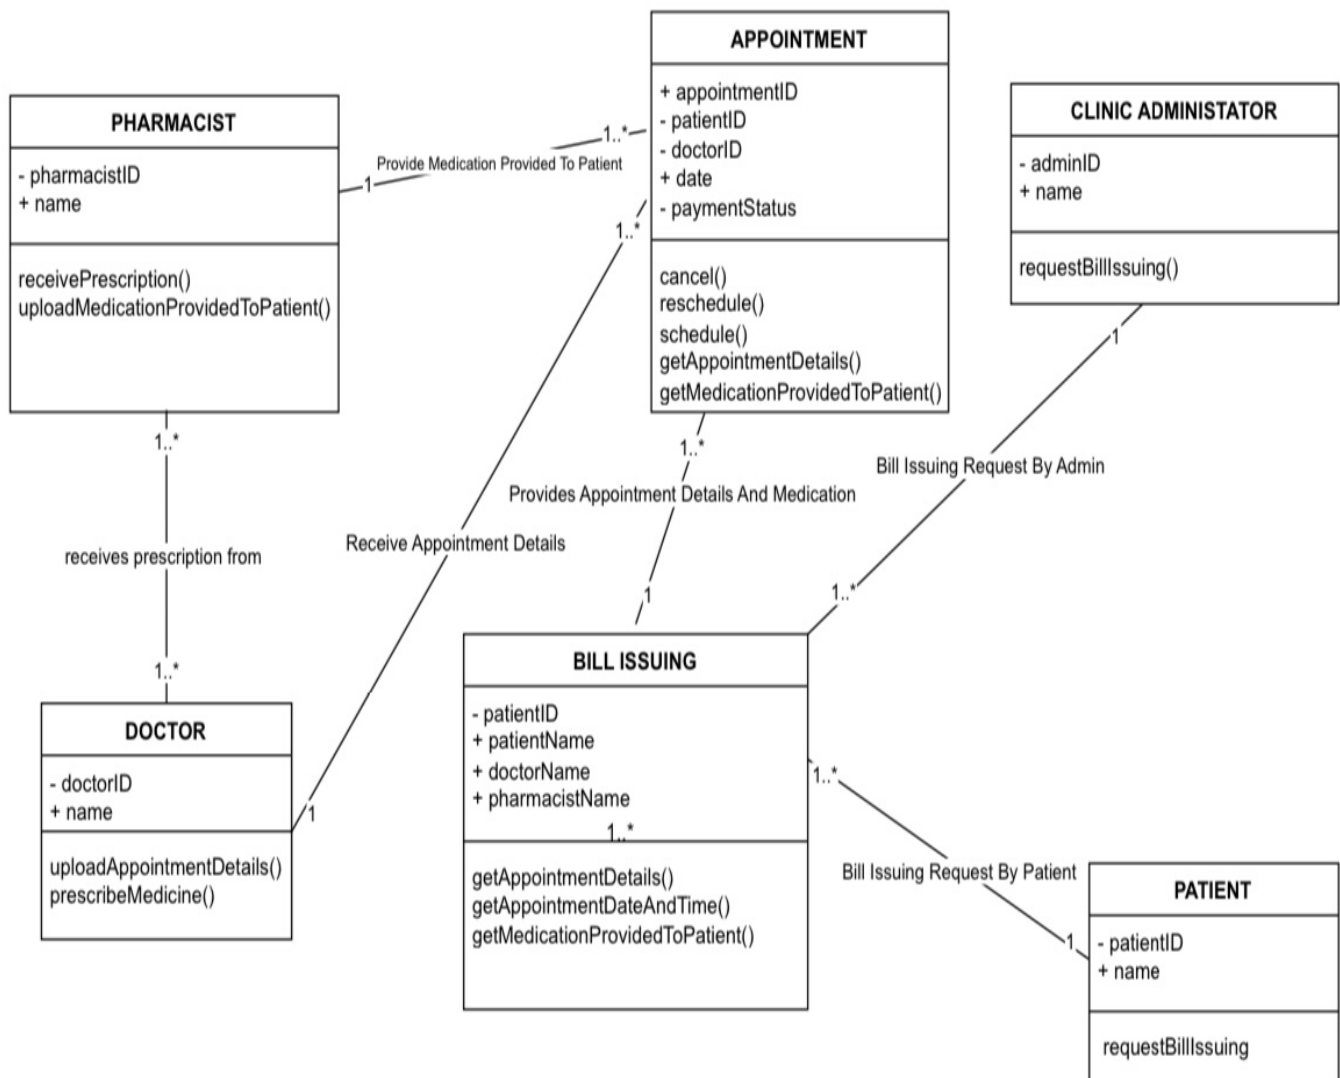 APPOINTMENT
+ appointmentID
- patientID
- doctorID
+ date
- paymentStatus
cancel()
reschedule()
schedule()
getAppointmentDetails()
getMedicationProvidedToPatient()
PHARMACIST
- pharmacistID
+ name
receivePrescription()
uploadMedicationProvidedToPatient()
CLINIC ADMINISTATOR
- adminID
+ name
requestBillIssuing()
1..*
Provide Medication Provided To Patient
1
1..*
1..*
1
1..*
Provides Appointment Details And Medication
1
Bill Issuing Request By Admin
1..*
receives prescription from
1..*
Receive Appointment Details
1
DOCTOR
- doctorID
+ name
uploadAppointmentDetails()
prescribeMedicine()
BILL ISSUING
- patientID
+ patientName
+ doctorName
+ pharmacistName
1..*
getAppointmentDetails()
getAppointmentDateAndTime()
getMedicationProvidedToPatient()
1..*
Bill Issuing Request By Patient
1
PATIENT
- patientID
+ name
requestBillIssuing